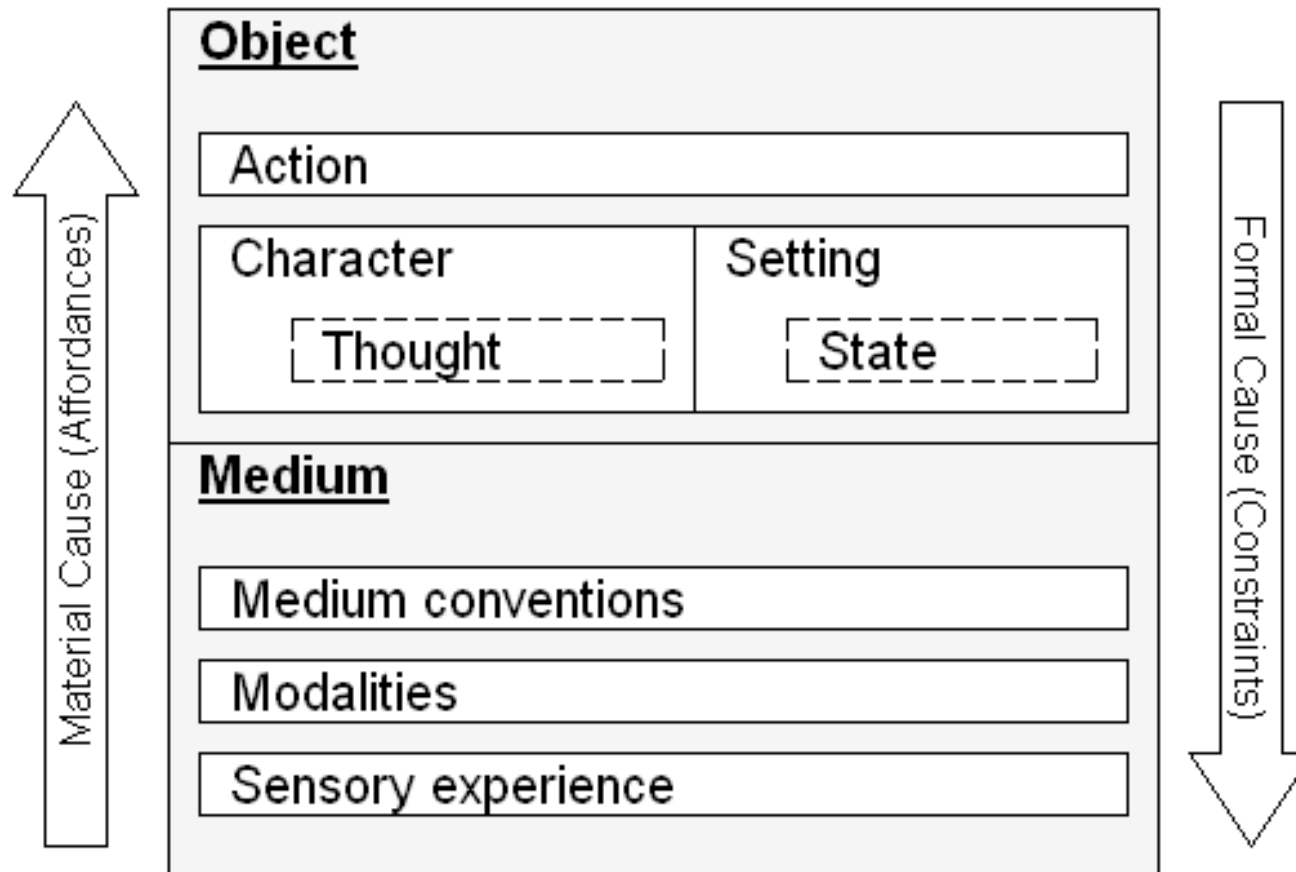 Object
Action
Character
Setting
Thought
State
Medium
Medium conventions
Modalities
Sensory experience
Material Cause (Affordances)
Formal Cause (Constraints)